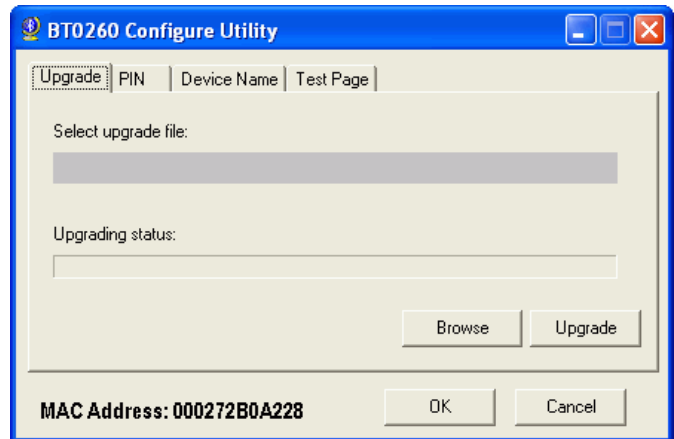 BT0260 Configure Utility
Upgrade PIN Device Name Test Page
Select upgrade file:
Upgrading status:
Browse Upgrade
MAC Address: 000272B0A228 OK Cancel